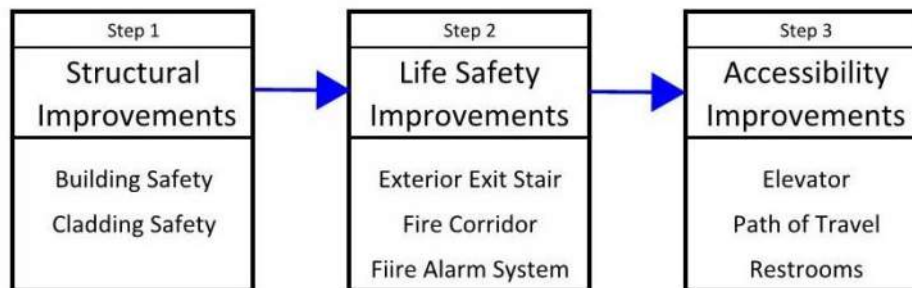 Step 1
Structural
Improvements
Building Safety
Cladding Safety
Step 2
Life Safety
Improvements
Exterior Exit Stair
Fire Corridor
Fiire Alarm System
Step 3
Accessibility
Improvements
Elevator
Path of Travel
Restrooms